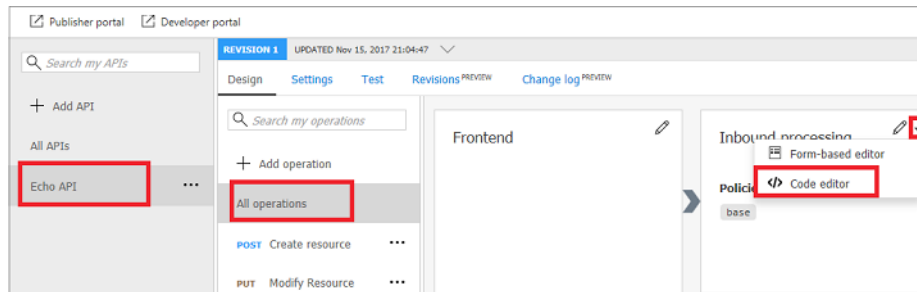 Publisher portal Developer portal
Search my APIs
Add API
All APIs
Echo API
REVISION 1 UPDATED Nov 15, 2017 21:04:47
Design Settings Test Revisions PREVIEW Change log PREVIEW
Search my operations
Add operation
All operations
POST Create resource
PUT Modify Resource
Frontend
Inbound processing
Form-based editor
Code editor
Policie
base